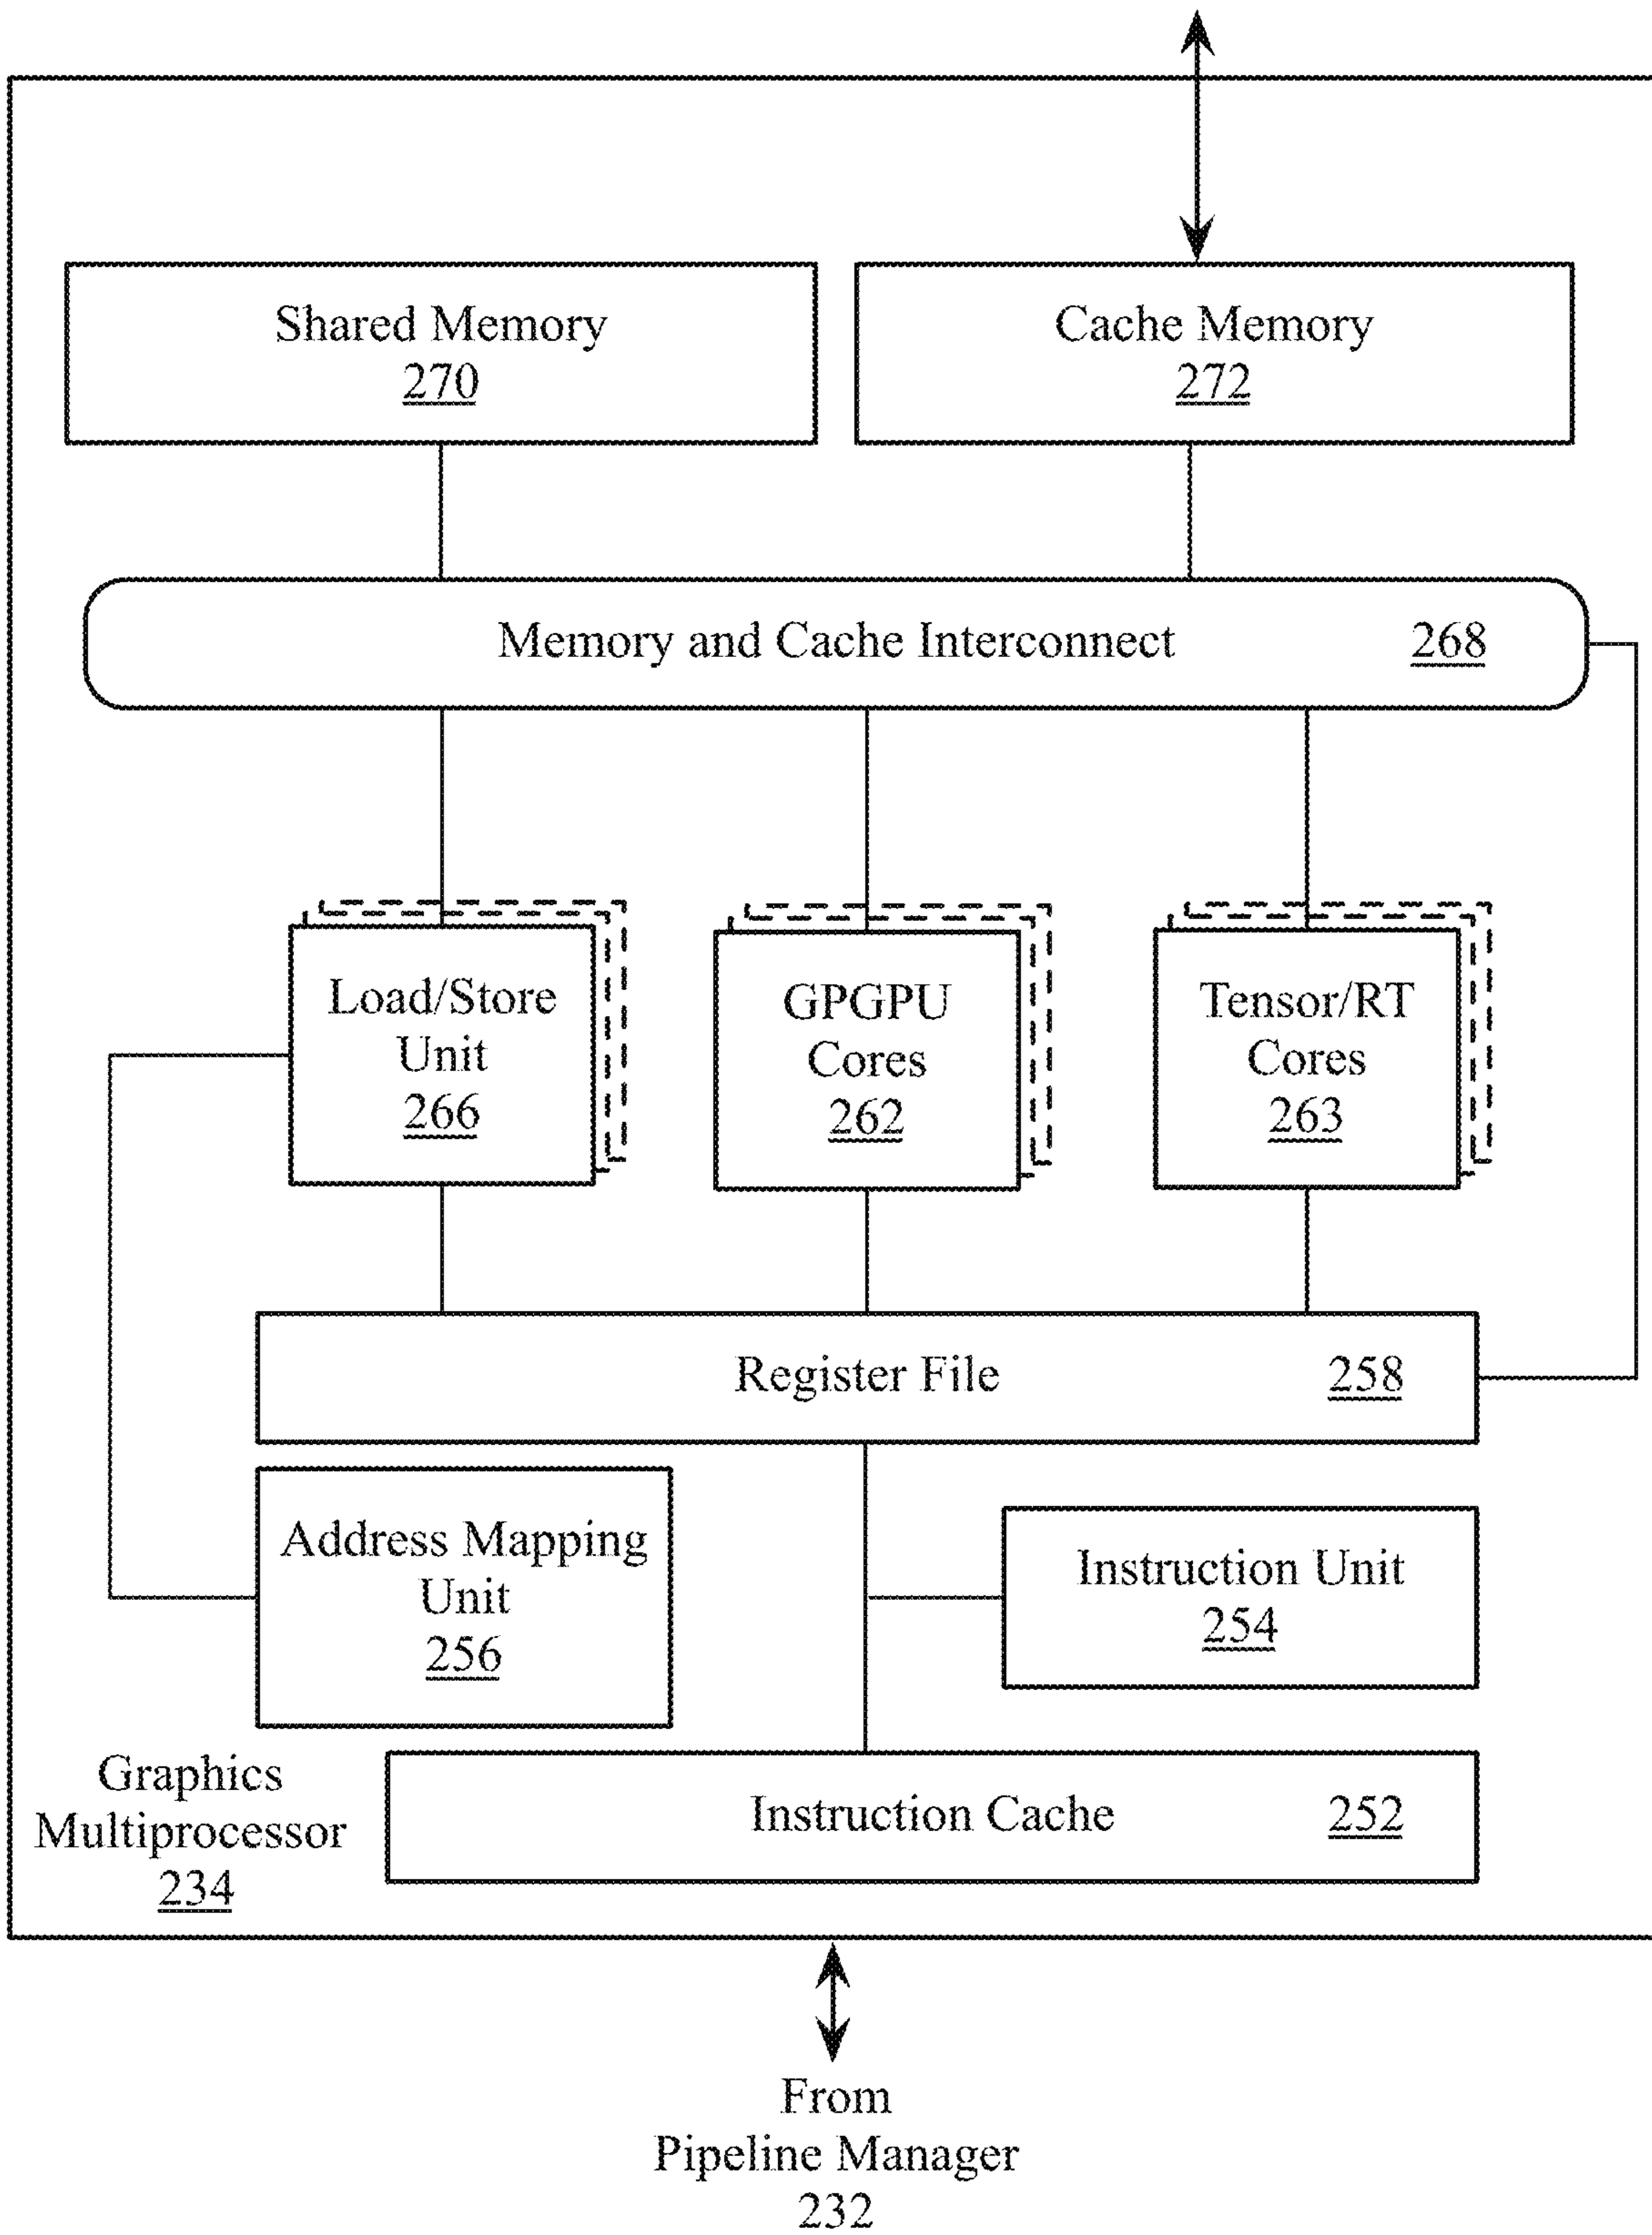 Shared Memory
270
Cache Memory
272
Memory and Cache Interconnect 268
Load/Store
Unit
266
GPGPU
Cores
262
Tensor/RT
Cores
263
Register File 258
Address Mapping
Unit
256
Instruction Unit
254
Graphics
Multiprocessor
234
Instruction Cache 252
From
Pipeline Manager
232